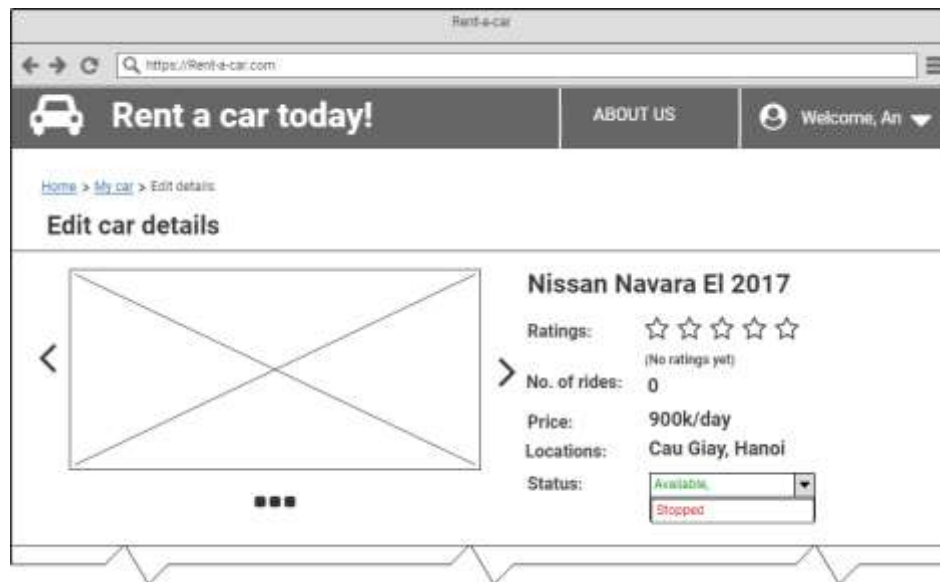 Rent-a-car
https://Rent-a-car.com
Rent a car today!
ABOUT US
Welcome, An
Home > My car > Edit details
Edit car details
Nissan Navara El 2017
Ratings:
(No ratings yet)
No. of rides: 0
Price: 900k/day
Locations: Cau Giay, Hanoi
Status: Available,
Stopped